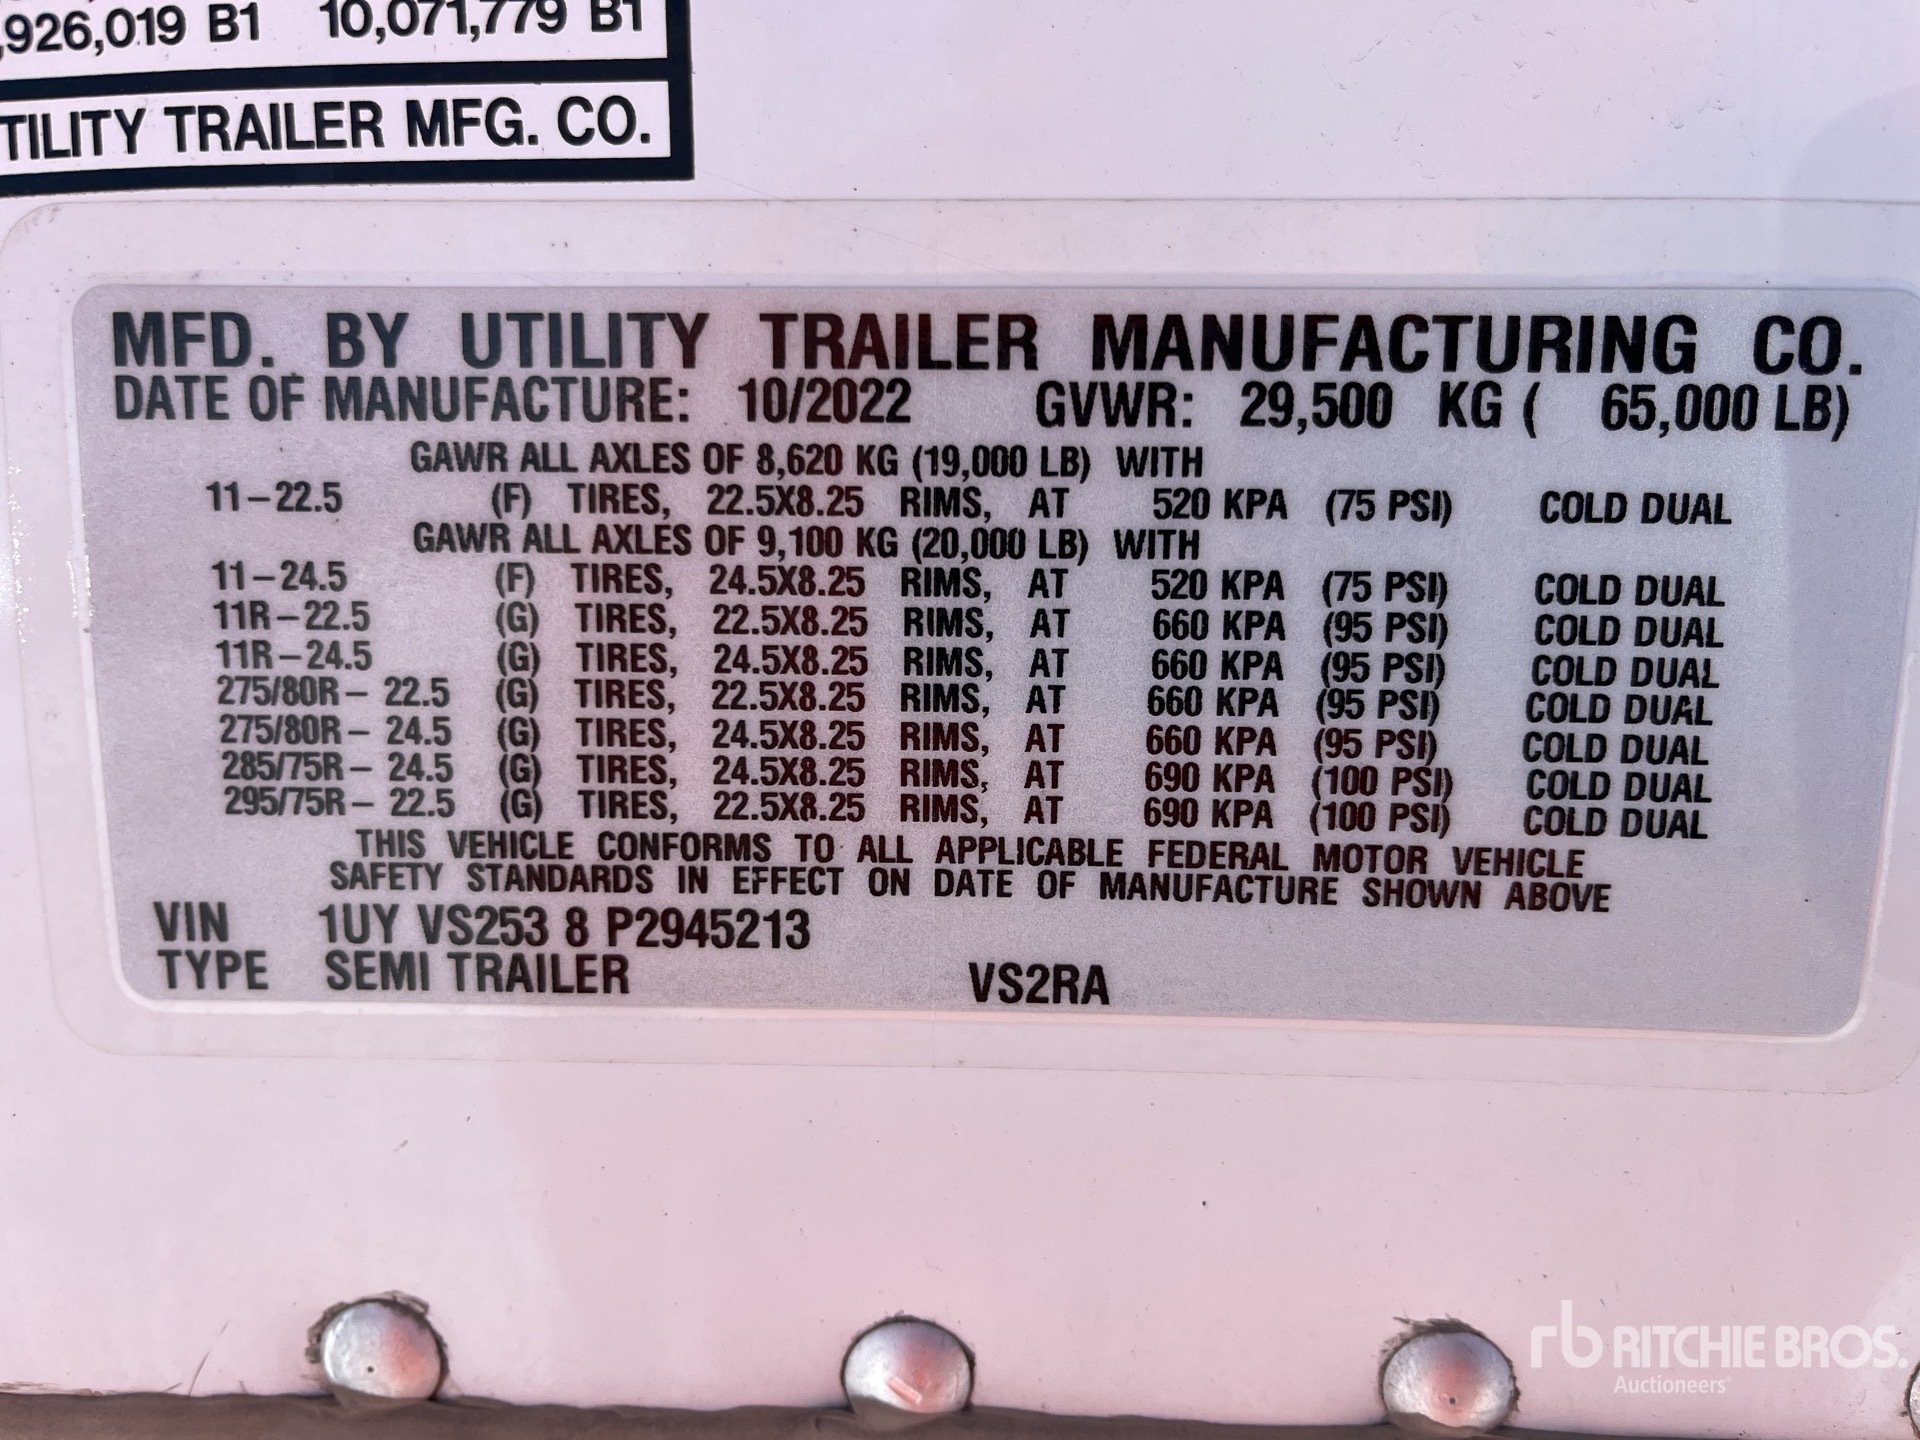 ,926,019 B1 10,071,779 B1
TILITY TRAILER MFG. CO.
MFD. BY UTILITY TRAILER MANUFACTURING CO.
DATE OF MANUFACTURE: 10/2022 GVWR: 29,500 KG ( 65,000 LB)
GAWR ALL AXLES OF 8,620 KG (19,000 LB) WITH
11-22.5 (F) TIRES, 22.5X8.25 RIMS, AT 520 KPA (75 PSI) COLD DUAL
GAWR ALL AXLES OF 9,100 KG (20,000 LB) WITH
11-24.5 (F) TIRES, 24.5X8.25 RIMS, AT 520 KPA (75 PSI) COLD DUAL
11R-22.5 (G) TIRES, 22.5X8.25 RIMS, AT 660 KPA (95 PSI) COLD DUAL
11R-24.5 (G) TIRES, 24.5X8.25 RIMS, AT 660 KPA (95 PSI) COLD DUAL
275/80R- 22.5 (G) TIRES, 22.5X8.25 RIMS, AT 660 KPA (95 PSI) COLD DUAL
275/80R- 24.5 (G) TIRES, 24.5X8.25 RIMS, AT 660 KPA (95 PSI) COLD DUAL
285/75R- 24.5 (G) TIRES, 24.5X8.25 RIMS, AT 690 KPA (100 PSI) COLD DUAL
295/75R- 22.5 (G) TIRES, 22.5X8.25 RIMS, AT 690 KPA (100 PSI) COLD DUAL
THIS VEHICLE CONFORMS TO ALL APPLICABLE FEDERAL MOTOR VEHICLE
SAFETY STANDARDS IN EFFECT ON DATE OF MANUFACTURE SHOWN ABOVE
VIN 1UY VS253 8 P2945213
TYPE SEMI TRAILER VS2RA
rb RITCHIE BROS.
Auctioneers